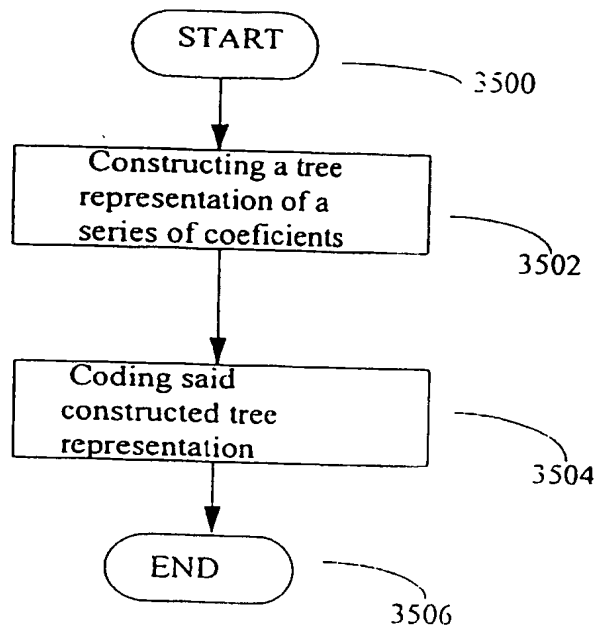 START
3500
Constructing a tree
representation of a
series of coeficients
3502
Coding said
constructed tree
representation
3504
END
3506